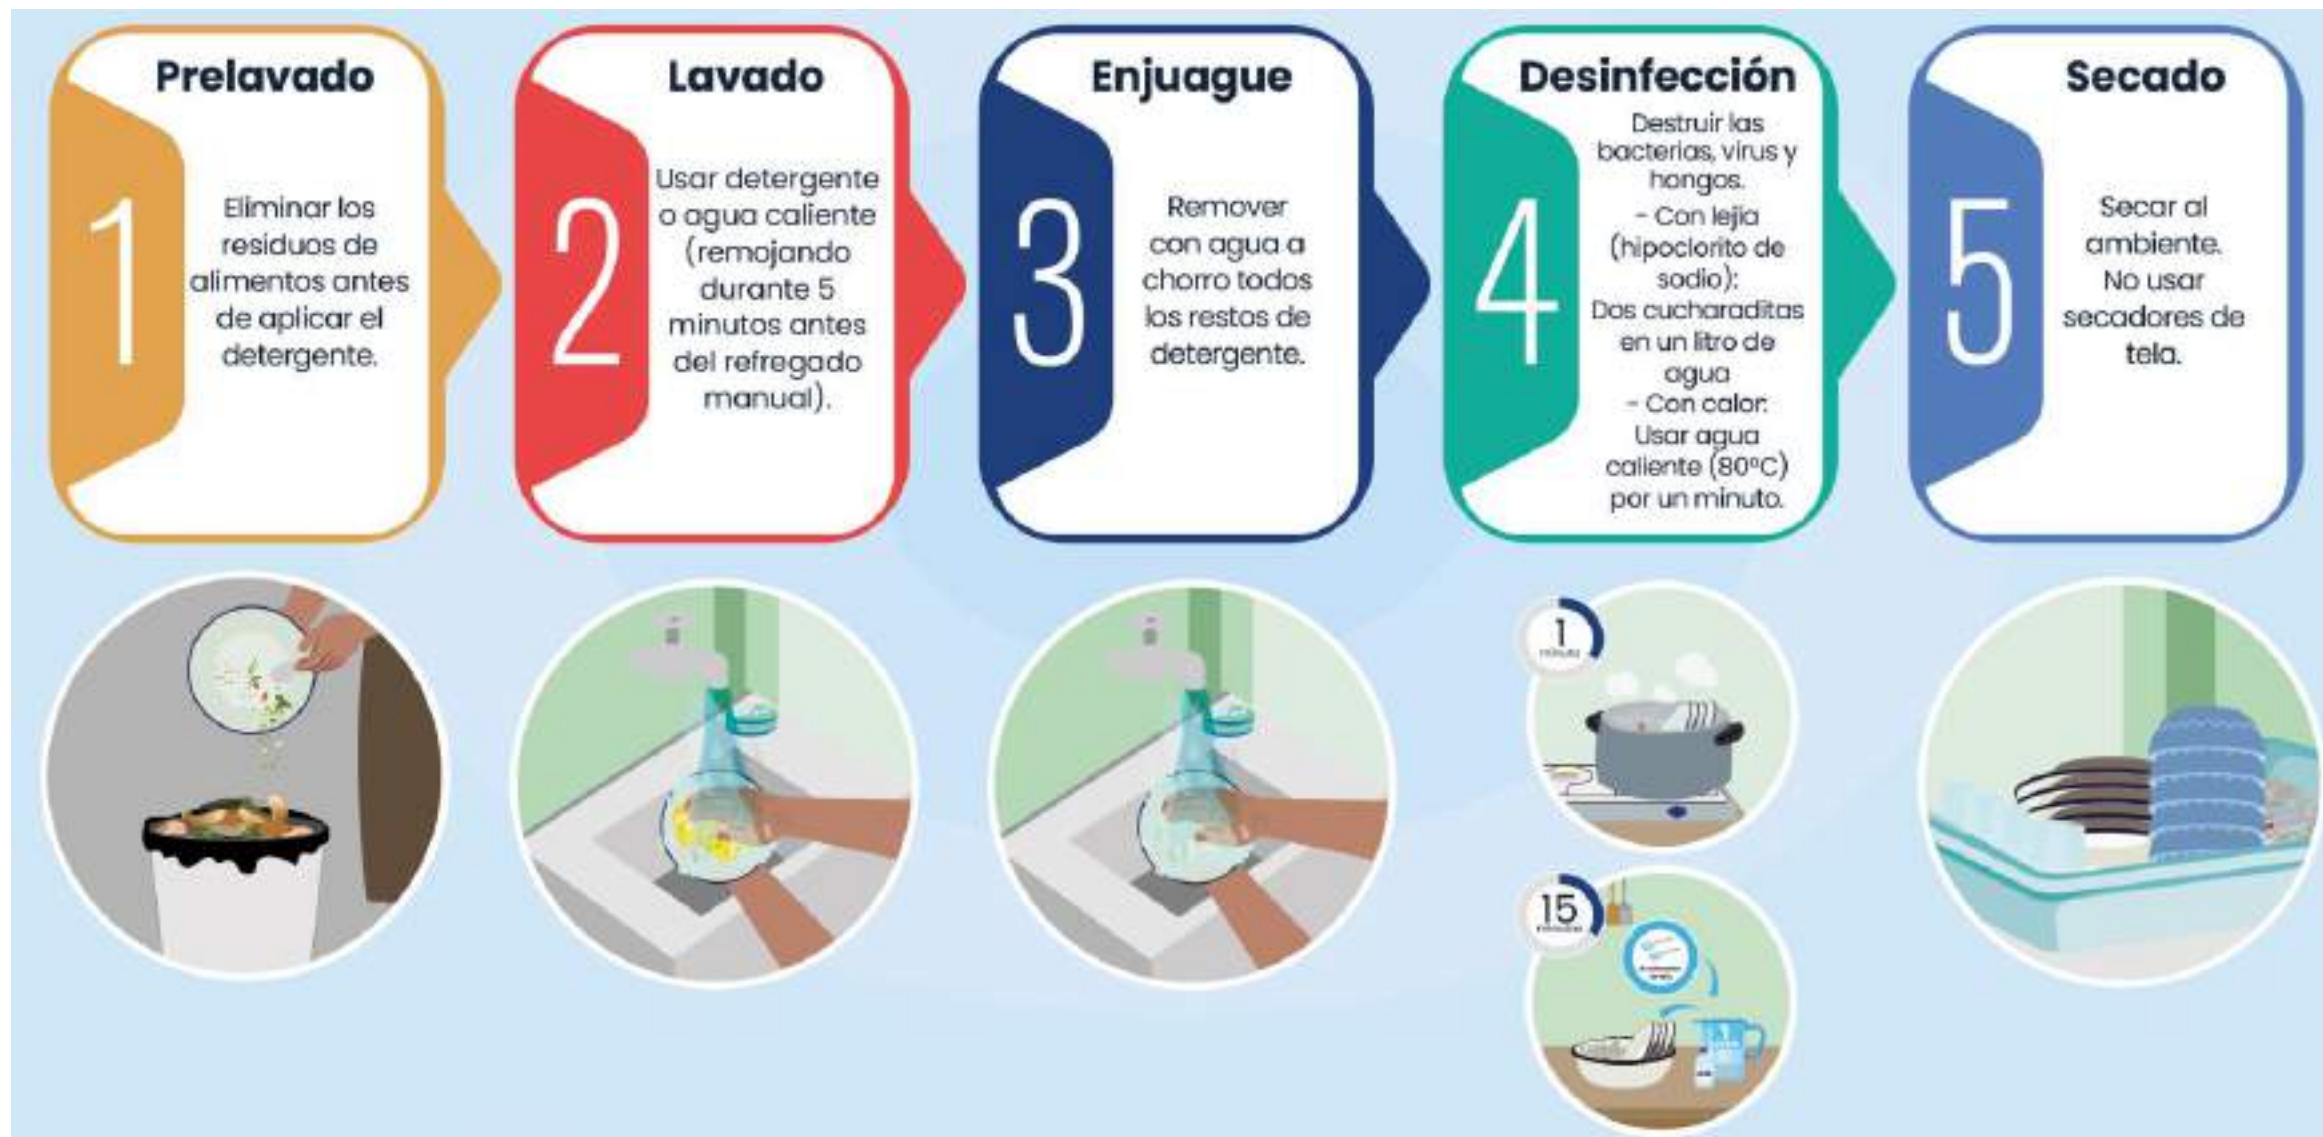 Prelavado
1
Eliminar los
residuos de
alimentos antes
de aplicar el
detergente.
Lavado
2
Usar detergente
o agua caliente
(remojando
durante 5
minutos antes
del refregado
manual).
Enjuague
3
Remover
con agua a
chorro todos
los restos de
detergente.
Desinfección
4
Destruir las
bacterias, virus y
hongos.
- Con lejía
(hipoclorito de
sodio):
Dos cucharaditas
en un litro de
agua
- Con calor:
Usar agua
caliente (80°C)
por un minuto.
Secado
5
Secar al
ambiente.
No usar
secadores de
tela.
1
minuto
15
minutos